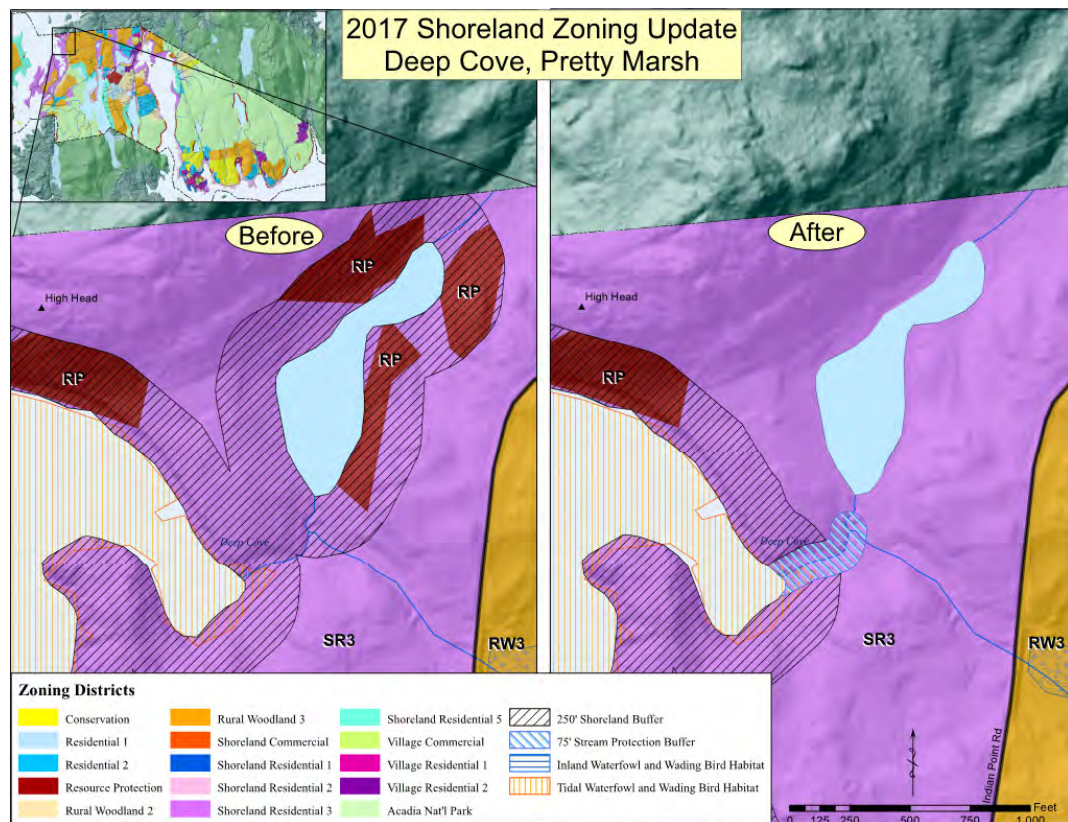 2017 Shoreland Zoning Update
Deep Cove, Pretty Marsh
Before
After
RP
RP
High Head
RP
RP
Deep Cove
SR3
High Head
RP
Deep Cove
SR3
RW3
RW3
Indian Point Rd
Zoning Districts
Conservation
Residential 1
Residential 2
Resource Protection
Rural Woodland 2
Rural Woodland 3
Shoreland Commercial
Shoreland Residential 1
Shoreland Residential 2
Shoreland Residential 3
Shoreland Residential 5
Village Commercial
Village Residential 1
Village Residential 2
Acadia Nat'l Park
250' Shoreland Buffer
75' Stream Protection Buffer
Inland Waterfowl and Wading Bird Habitat
Tidal Waterfowl and Wading Bird Habitat
Feet
0 125 250 500 750 1,000